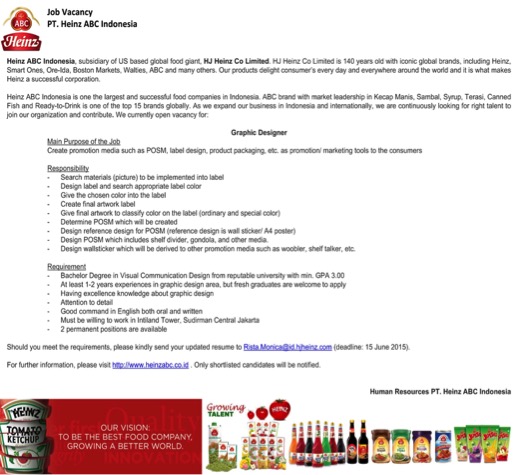 Job Vacancy
PT. Heinz ABC Indonesia
ABC
Heinz
Heinz ABC Indonesia, subsidiary of US based global food giant, HJ Heinz Co Limited. HJ Heinz Co Limited is 140 years old with iconic global brands, including Heinz,
Smart Ones, Ore-Ida, Boston Markets, Walties, ABC and many others. Our products delight consumer's every day and everywhere around the world and it is what makes
Heinz a successful corporation.
Heinz ABC Indonesia is one the largest and successful food companies in Indonesia. ABC brand with market leadership in Kecap Manis, Sambal, Syrup, Terasi, Canned
Fish and Ready-to-Drink is one of the top 15 brands globally. As we expand our business in Indonesia and internationally, we are continuously looking for right talent to
join our organization and contribute. We currently open vacancy for:
Graphic Designer
Main Purpose of the Job
Create promotion media such as POSM, label design, product packaging, etc. as promotion/ marketing tools to the consumers
Responsibility
- Search materials (picture) to be implemented into label
- Design label and search appropriate label color
- Give the chosen color into the label
- Create final artwork label
- Give final artwork to classify color on the label (ordinary and special color)
- Determine POSM which will be created
- Design reference design for POSM (reference design is wall sticker/ A4 poster)
- Design POSM which includes shelf divider, gondola, and other media.
- Design wallsticker which will be derived to other promotion media such as woobler, shelf talker, etc.
Requirement
- Bachelor Degree in Visual Communication Design from reputable university with min. GPA 3.00
- At least 1-2 years experiences in graphic design area, but fresh graduates are welcome to apply
- Having excellence knowledge about graphic design
- Attention to detail
- Good command in English both oral and written
- Must be willing to work in Intiland Tower, Sudirman Central Jakarta
- 2 permanent positions are available
Should you meet the requirements, please kindly send your updated resume to Rista.Monica@id.hjheinz.com (deadline: 15 June 2015).
For further information, please visit http://www.heinzabc.co.id . Only shortlisted candidates will be notified.
Human Resources PT. Heinz ABC Indonesia
HEINZ
TOMATO
KETCHUP
Quality
OUR VISION:
TO BE THE BEST FOOD COMPANY,
GROWING A BETTER WORLD.
Growing
TALENT
HEINZ